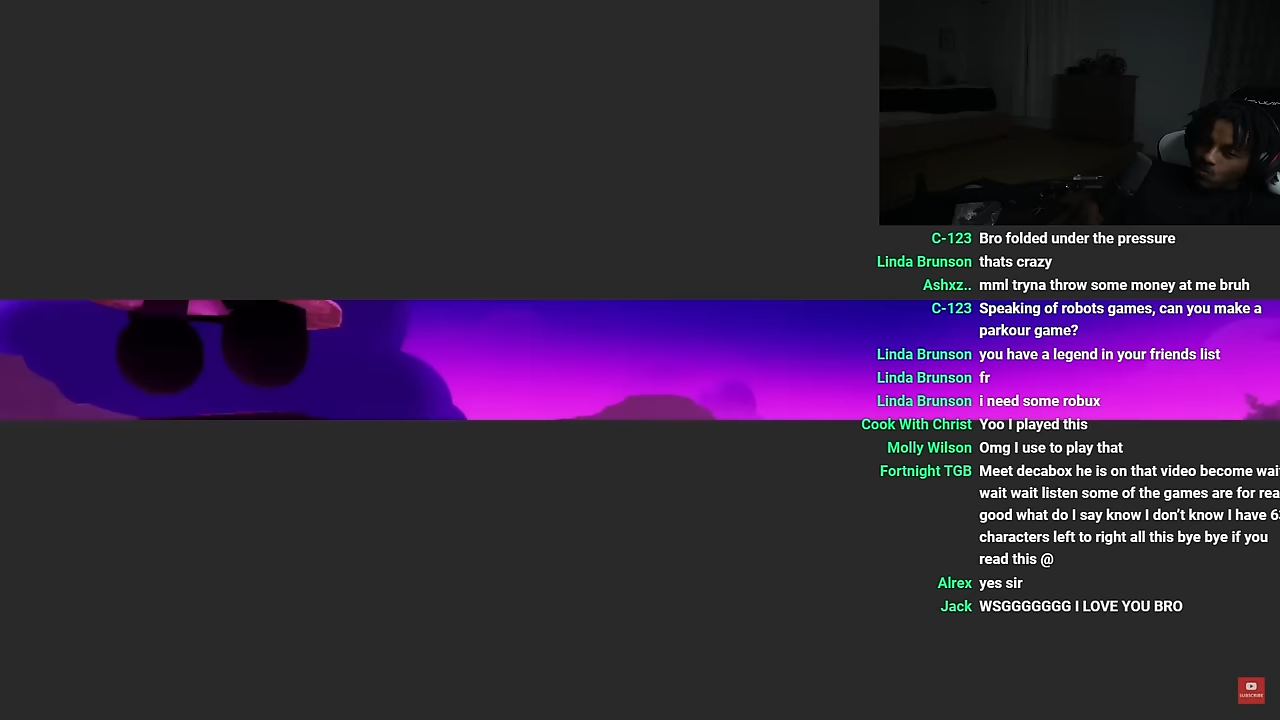 C-123 Bro folded under the pressure
Linda Brunson thats crazy
Ashxz.. mml tryna throw some money at me bruh
C-123 Speaking of robots games, can you make a
parkour game?
Linda Brunson you have a legend in your friends list
Linda Brunson fr
Linda Brunson i need some robux
Cook With Christ Yoo I played this
Molly Wilson Omg I use to play that
Fortnight TGB Meet decabox he is on that video become wai
wait wait listen some of the games are for rea
good what do I say know I don’t know I have 6
characters left to right all this bye bye if you
read this @
Alrex yes sir
Jack WSGGGGGGG I LOVE YOU BRO
SUBSCRIBE